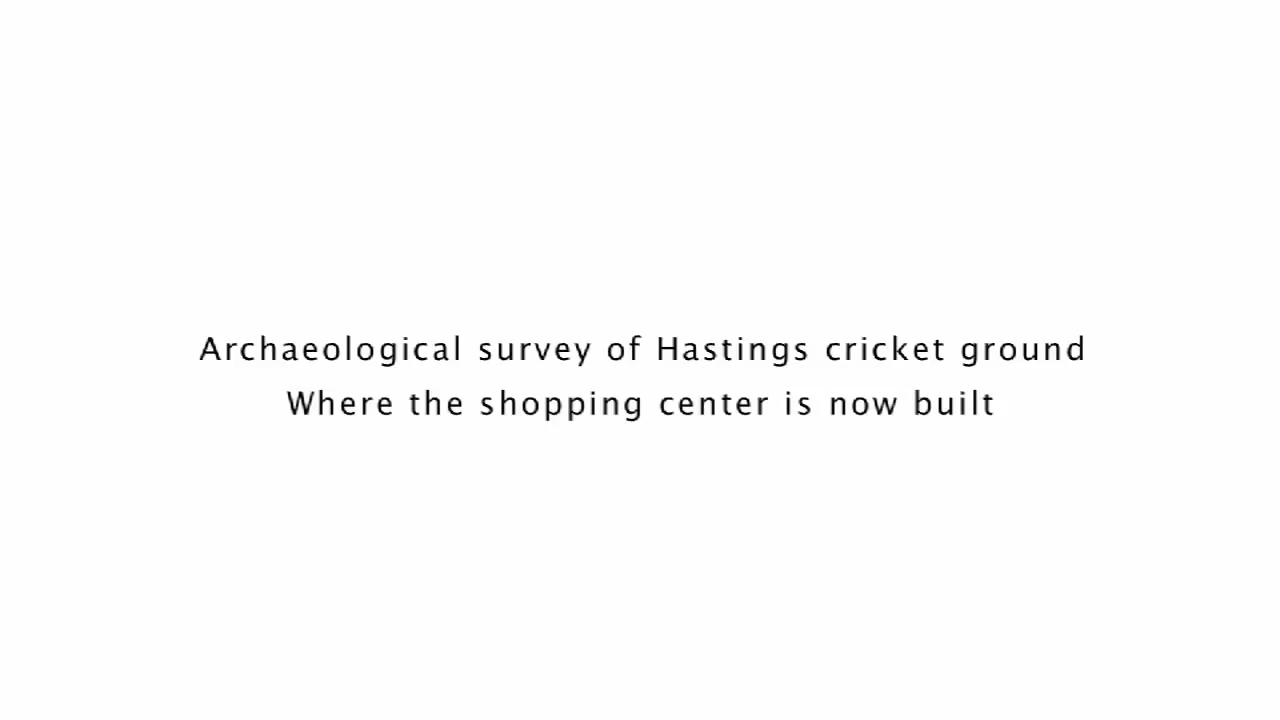 Archaeological survey of Hastings cricket ground
Where the shopping center is now built